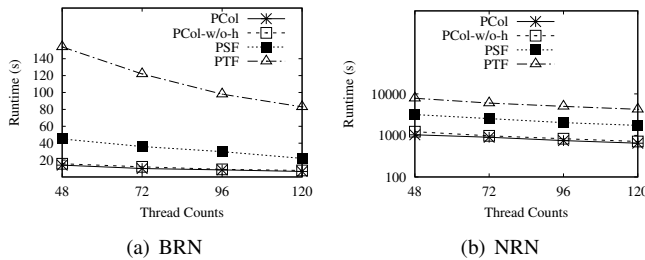 PCol
PCol-w/o-h
PSF
PTF
Runtime (s)
140
120
100
80
60
40
20
48 72 96 120
Thread Counts
(a) BRN
PCol
PCol-w/o-h
PSF
PTF
Runtime (s)
10000
1000
100
48 72 96 120
Thread Counts
(b) NRN